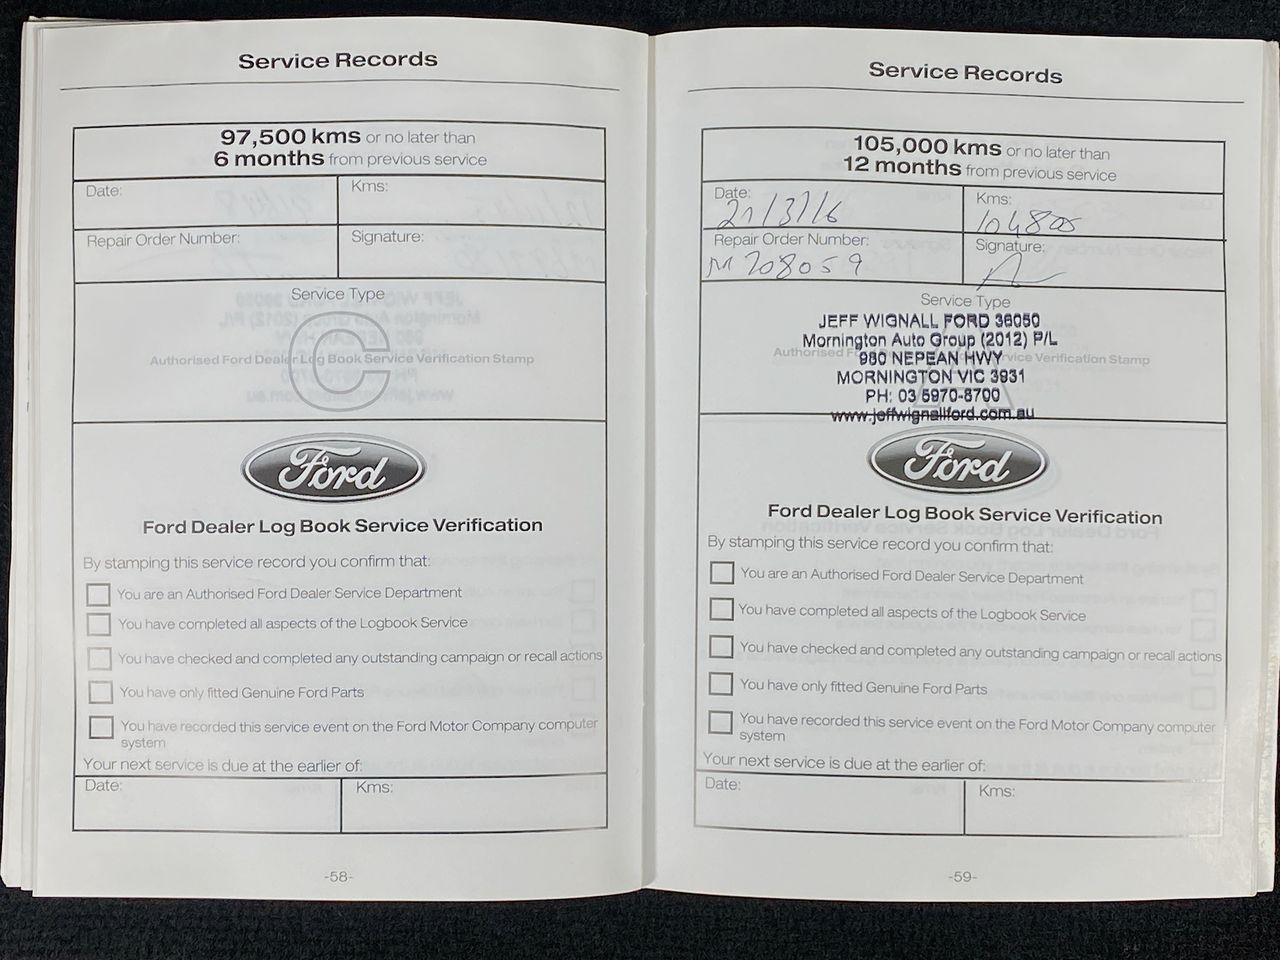 Service Records
97,500 kms or no later than
6 months from previous service
Date:
Kms:
Repair Order Number:
Signature:
Service Type
C
Authorised Ford Dealer Log Book Service Verification Stamp
Ford
Ford Dealer Log Book Service Verification
By stamping this service record you confirm that:
You are an Authorised Ford Dealer Service Department
You have completed all aspects of the Logbook Service
You have checked and completed any outstanding campaign or recall actions
You have only fitted Genuine Ford Parts
You have recorded this service event on the Ford Motor Company computer
system
Your next service is due at the earlier of:
Date:
Kms:
-58-
Service Records
105,000 kms or no later than
12 months from previous service
Date:
21/3/16
Kms:
104805
Repair Order Number:
M208059
Signature:
Service Type
JEFF WIGNALL FORD 36050
Mornington Auto Group (2012) P/L
Authorised Ford Service Verification Stamp
980 NEPEAN HWY
MORNINGTON VIC 3931
PH: 03 5970-8700
www.jeffwignallford.com.au
Ford
Ford Dealer Log Book Service Verification
By stamping this service record you confirm that:
You are an Authorised Ford Dealer Service Department
You have completed all aspects of the Logbook Service
You have checked and completed any outstanding campaign or recall actions
You have only fitted Genuine Ford Parts
You have recorded this service event on the Ford Motor Company computer
system
Your next service is due at the earlier of:
Date:
Kms:
-59-